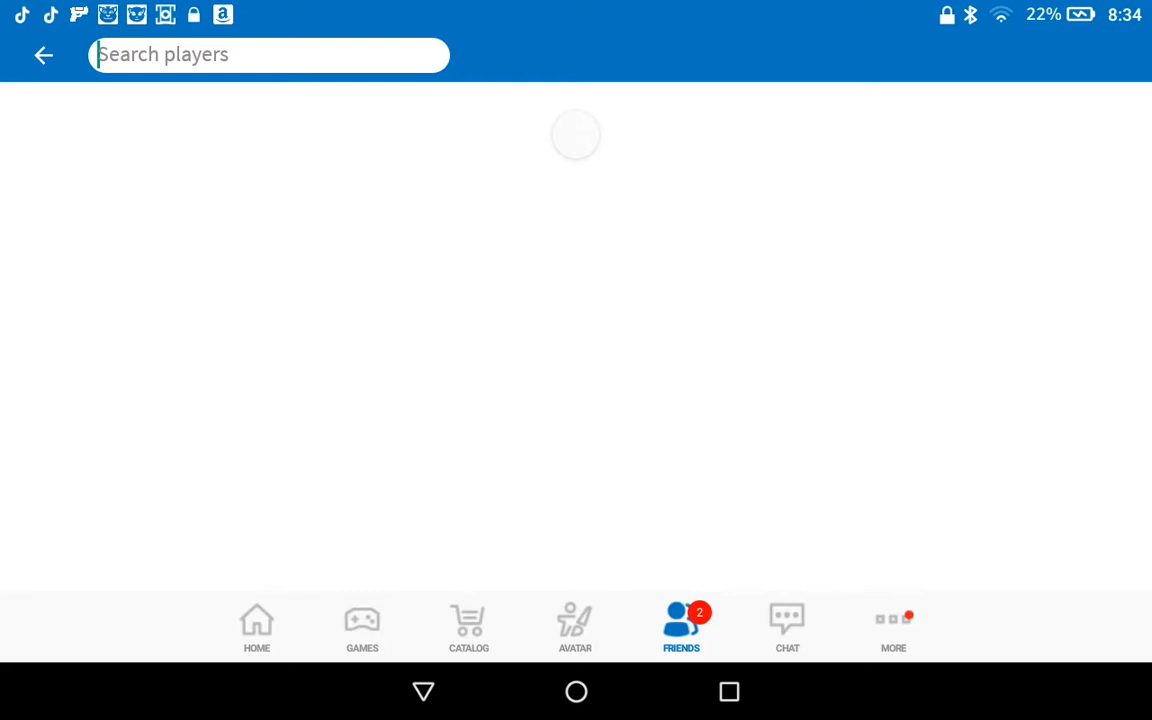 a 22% 8:34
Search players
2
HOME GAMES CATALOG AVATAR FRIENDS CHAT MORE